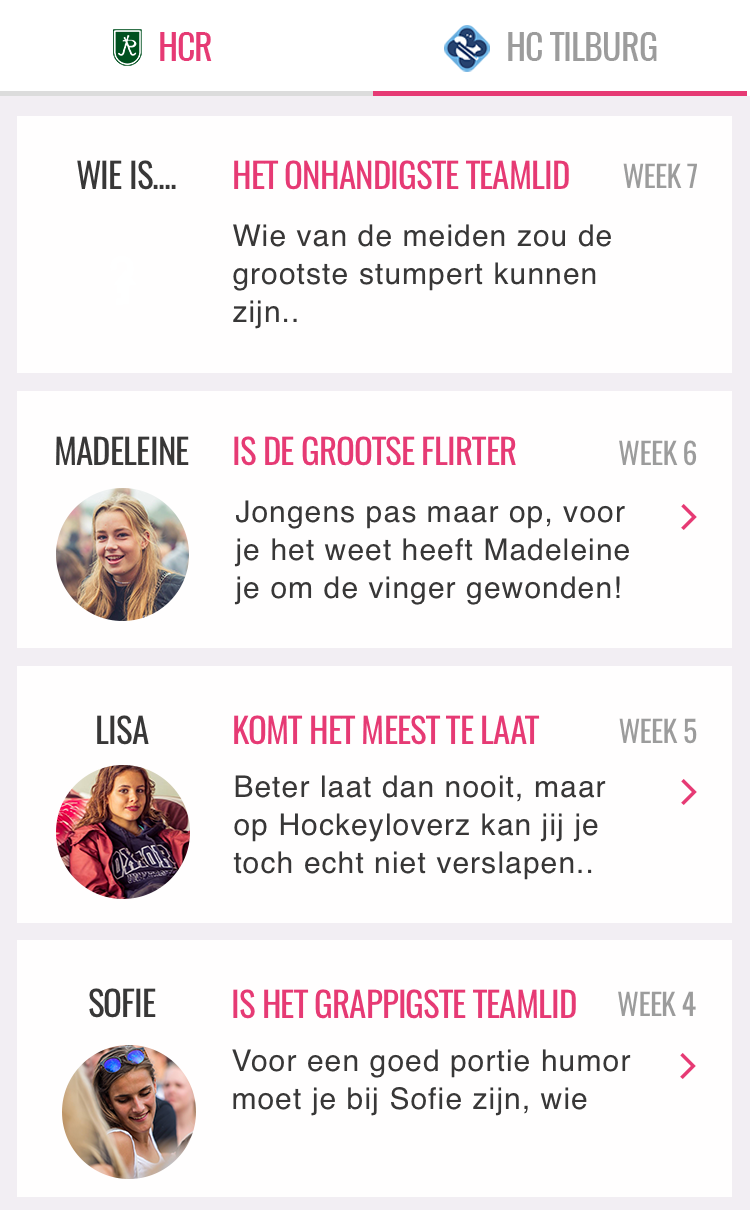 HCR
HC TILBURG
WIE IS....
HET ONHANDIGSTE TEAMLID
WEEK 7
Wie van de meiden zou de
grootste stumpert kunnen
zijn..
MADELEINE
IS DE GROOTSE FLIRTER
WEEK 6
Jongens pas maar op, voor
je het weet heeft Madeleine
je om de vinger gewonden!
LISA
KOMT HET MEEST TE LAAT
WEEK 5
Beter laat dan nooit, maar
op Hockeyloverz kan jij je
toch echt niet verslapen..
SOFIE
IS HET GRAPPIGSTE TEAMLID
WEEK 4
Voor een goed portie humor
moet je bij Sofie zijn, wie